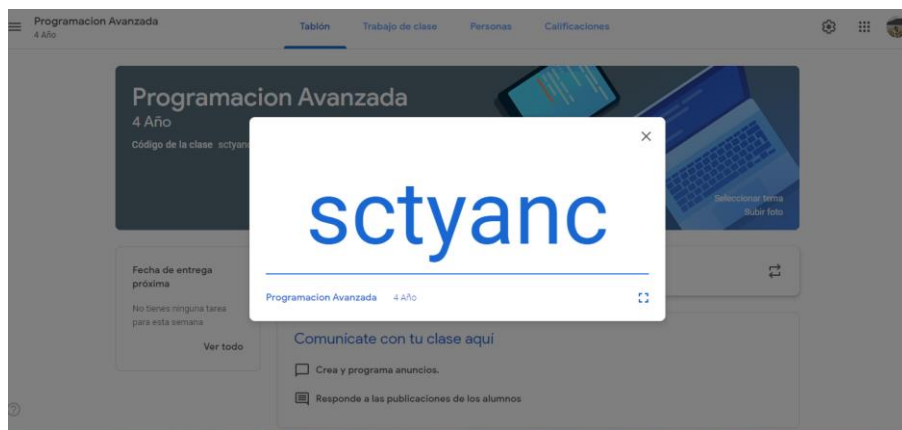 Programacion Avanzada
4 Año
Tablón Trabajo de clase Personas Calificaciones
Programacion Avanzada
4 Año
Código de la clase sctyanc
sctyanc
Programacion Avanzada 4 Año
Seleccionar tema
Subir foto
Fecha de entrega
próxima
No tienes ninguna tarea
para esta semana
Ver todo
Comunícate con tu clase aquí
Crea y programa anuncios.
Responde a las publicaciones de los alumnos